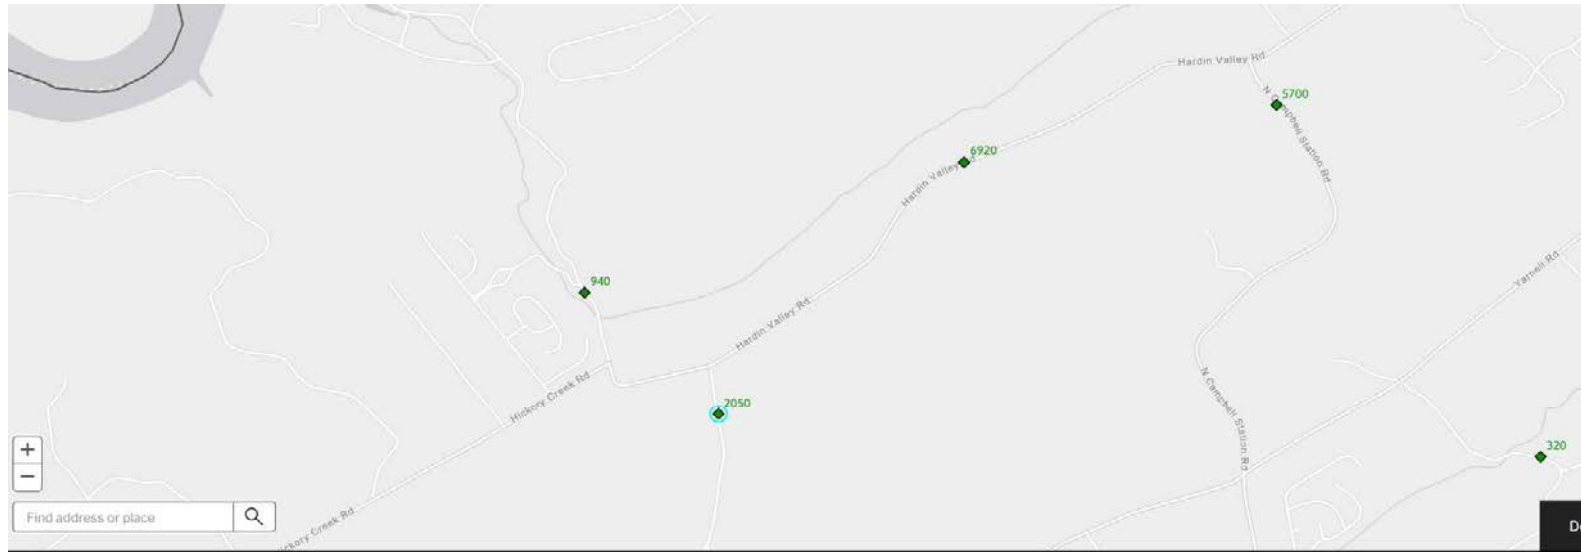 Hardin Valley Rd
5700
N Campbell Station Rd
6920
Hardin Valley Rd
Yarnell Rd
940
Hardin Valley Rd
Hickory Creek Rd
2050
N Campbell Station Rd
320
+
−
Find address or place
Hickory Creek Rd